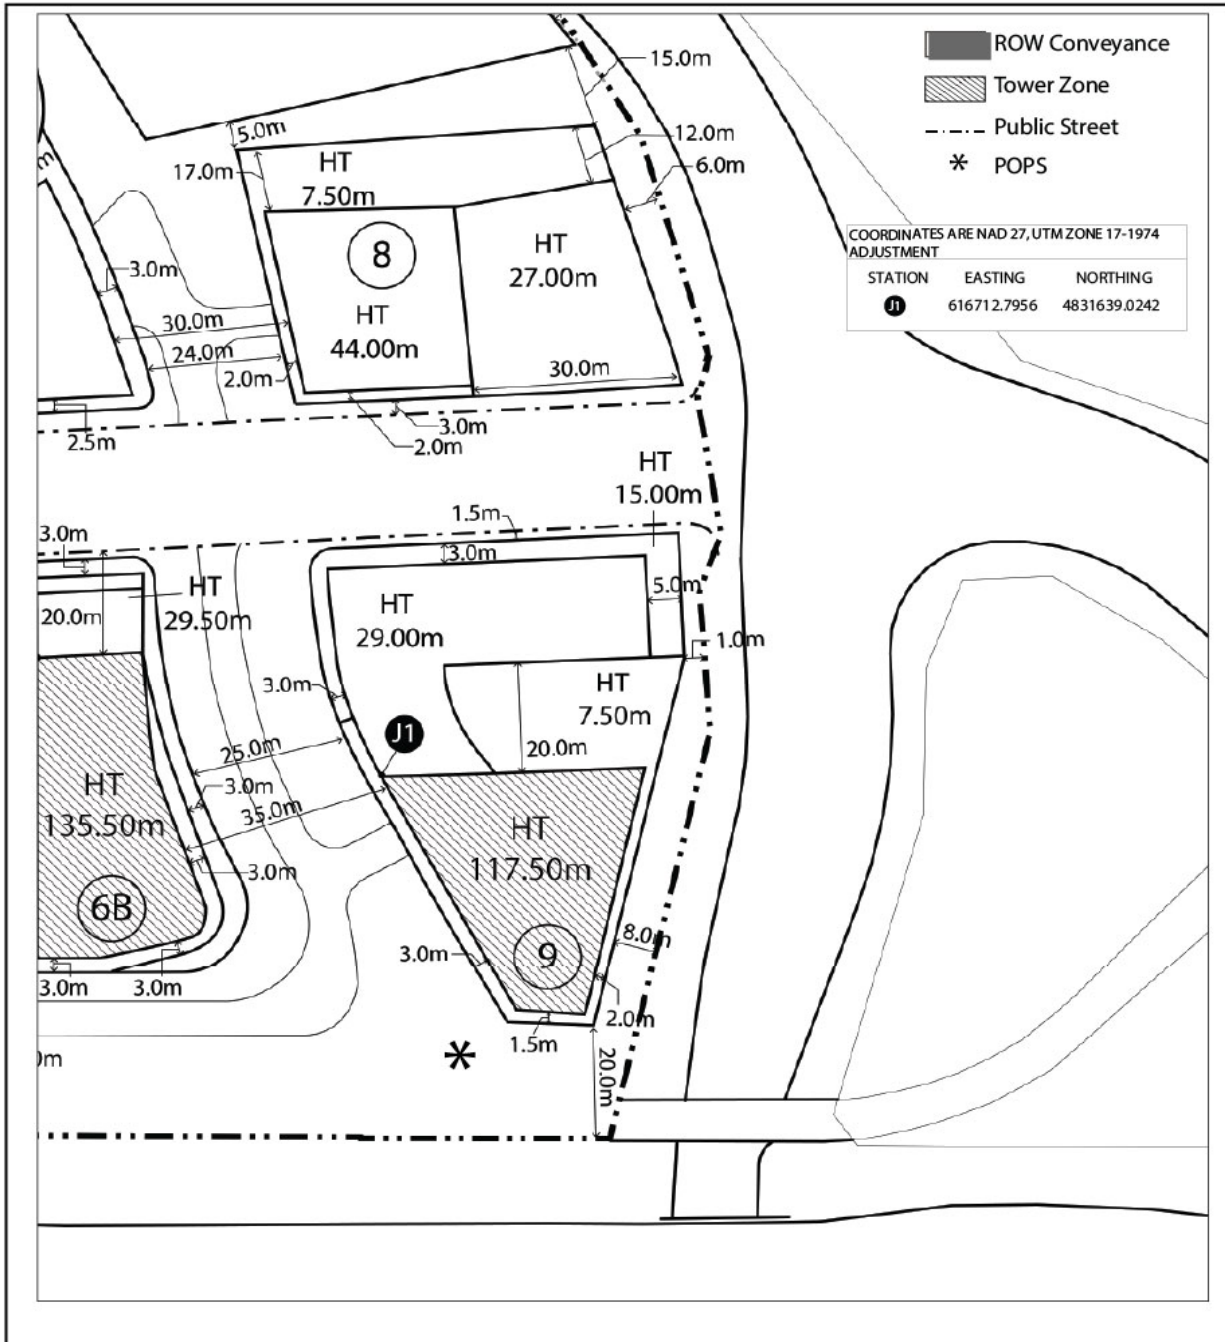 ROW Conveyance
Tower Zone
Public Street
POPS
COORDINATES ARE NAD 27, UTM ZONE 17-1974
ADJUSTMENT
STATION EASTING NORTHING
J1 616712.7956 4831639.0242
15.0m
5.0m
12.0m
17.0m
HT
7.50m
6.0m
m
8
HT
27.00m
3.0m
HT
44.00m
30.0m
24.0m
2.0m
30.0m
2.5m
3.0m
2.0m
HT
15.00m
1.5m
3.0m
3.0m
HT
29.50m
20.0m
HT
29.00m
5.0m
1.0m
3.0m
HT
7.50m
J1
25.0m
20.0m
3.0m
35.0m
HT
135.50m
HT
117.50m
3.0m
6B
9
8.0m
3.0m
3.0m
3.0m
2.0m
1.5m
0m
20.0m